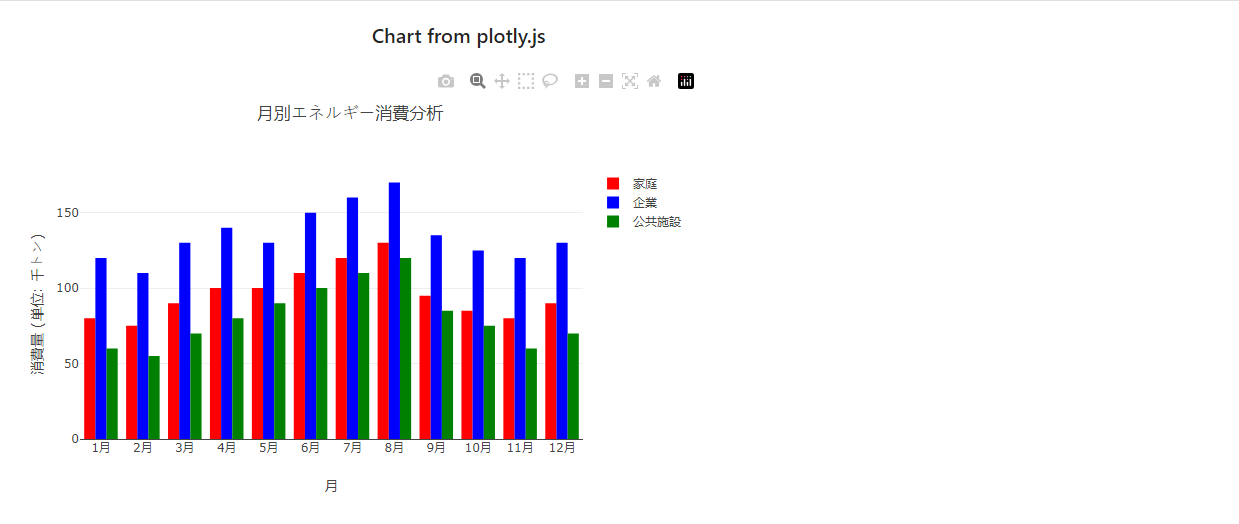 Chart from plotly.js
月別エネルギー消費分析
家庭
企業
公共施設
消費量 (単位: 千トン)
150
100
50
0
1月 2月 3月 4月 5月 6月 7月 8月 9月 10月 11月 12月
月